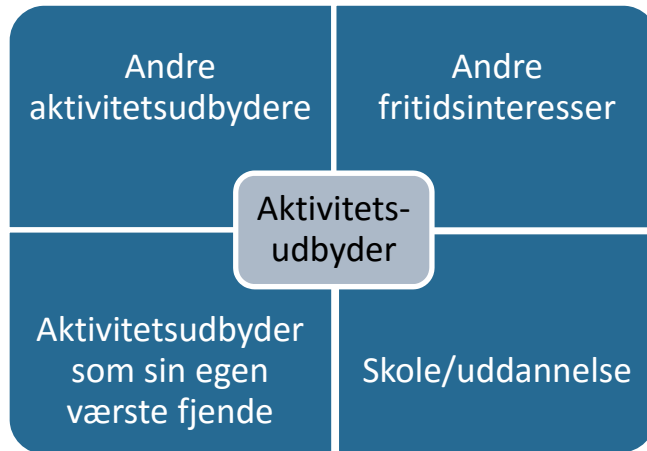 Andre
aktivitetsudbydere
Andre
fritidsinteresser
Aktivitets-
udbyder
Aktivitetsudbyder
som sin egen
værste fjende
Skole/uddannelse